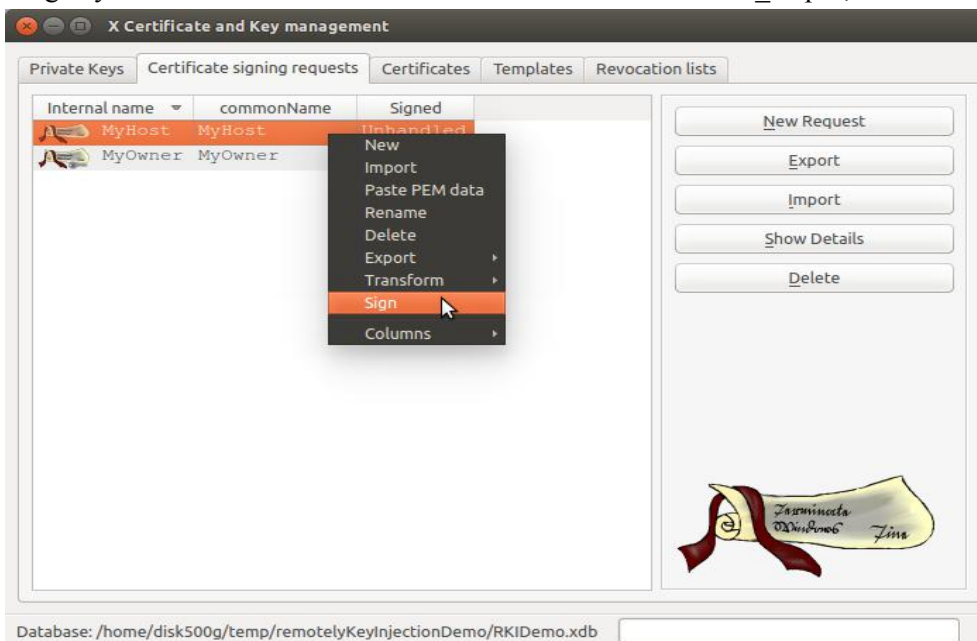 X Certificate and Key management
Private Keys Certificate signing requests Certificates Templates Revocation lists
Internal name commonName Signed
MyHost MyHost Unhandled
MyOwner MyOwner
New
Import
Paste PEM data
Rename
Delete
Export
Transform
Sign
Columns
New Request
Export
Import
Show Details
Delete
Database: /home/disk500g/temp/remotelyKeyInjectionDemo/RKIDemo.xdb